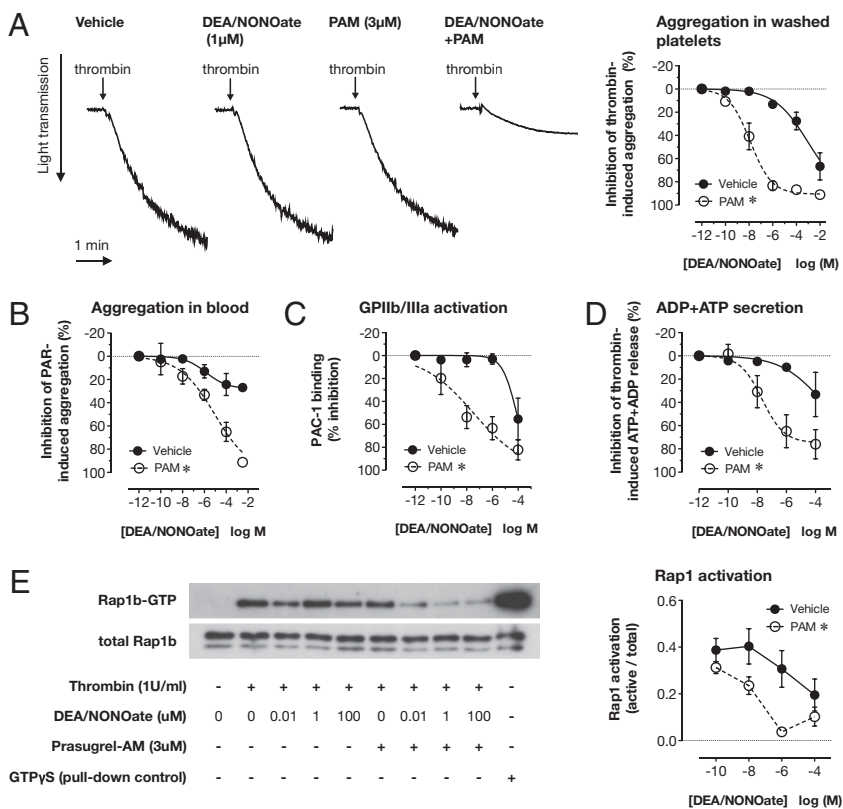 A
Vehicle
DEA/NONOate
(1µM)
PAM (3µM)
DEA/NONOate
+PAM
thrombin
thrombin
thrombin
thrombin
Light transmission
1 min
Aggregation in washed
platelets
Inhibition of thrombin-
induced aggregation (%)
-20
0
20
40
60
80
100
Vehicle
PAM *
-12 -10 -8 -6 -4 -2
[DEA/NONOate] log (M)
B
Aggregation in blood
Inhibition of PAR-
induced aggregation (%)
-20
0
20
40
60
80
100
Vehicle
PAM *
-12 -10 -8 -6 -4 -2
[DEA/NONOate] log M
C
GPIIb/IIIa activation
PAC-1 binding
(% inhibition)
-20
0
20
40
60
80
100
Vehicle
PAM *
-12 -10 -8 -6 -4
[DEA/NONOate] log M
D
ADP+ATP secretion
Inhibition of thrombin-
induced ATP+ADP release (%)
-20
0
20
40
60
80
100
Vehicle
PAM *
-12 -10 -8 -6 -4
[DEA/NONOate] log M
E
Rap1b-GTP
total Rap1b
Thrombin (1U/ml) - + + + + + + + + -
DEA/NONOate (uM) 0 0 0.01 1 100 0 0.01 1 100 -
Prasugrel-AM (3uM) - - - - - + + + + -
GTPγS (pull-down control) - - - - - - - - - +
Rap1 activation
Rap1 activation
(active / total)
0.6
0.4
0.2
0.0
Vehicle
PAM *
-10 -8 -6 -4
[DEA/NONOate] log (M)